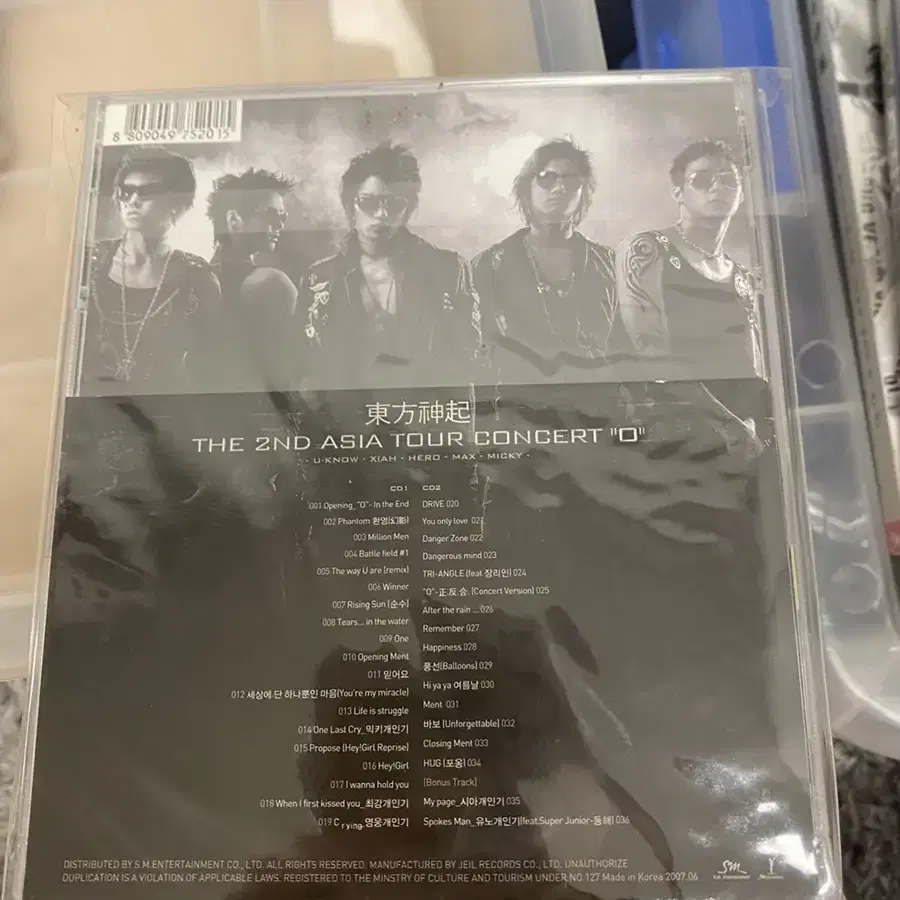 8 809049 752015
東方神起
THE 2ND ASIA TOUR CONCERT "O"
- U-KNOW - XIAH - HERO - MAX - MICKY -
CD1
001 Opening_"O"- In the End
002 Phantom 환영(幻影)
003 Million Men
004 Battle field #1
005 The way U are (remix)
006 Winner
007 Rising Sun (순수)
008 Tears... in the water
009 One
010 Opening Ment
011 믿어요
012 세상에 단 하나뿐인 마음(You're my miracle)
013 Life is struggle
014 One Last Cry_믹키개인기
015 Propose (Hey!Girl Reprise)
016 Hey!Girl
017 I wanna hold you
018 When I first kissed you_최강개인기
019 Crying_영웅개인기
CD2
DRIVE 020
You only love 021
Danger Zone 022
Dangerous mind 023
TRI-ANGLE (feat.장리인) 024
"O"-正.反.合. (Concert Version) 025
After the rain ... 026
Remember 027
Happiness 028
풍선(Balloons) 029
Hi ya ya 여름날 030
Ment 031
바보 (Unforgettable) 032
Closing Ment 033
HUG (포옹) 034
[Bonus Track]
My page_시아개인기 035
Spokes Man_유노개인기(feat.Super Junior-동해) 036
DISTRIBUTED BY S.M.ENTERTAINMENT CO., LTD. ALL RIGHTS RESERVED. MANUFACTURED BY JEIL RECORDS CO., LTD. UNAUTHORIZE
DUPLICATION IS A VIOLATION OF APPLICABLE LAWS. REGISTERED TO THE MINSTRY OF CULTURE AND TOURISM UNDER NO.127 Made in Korea 2007.06
SM